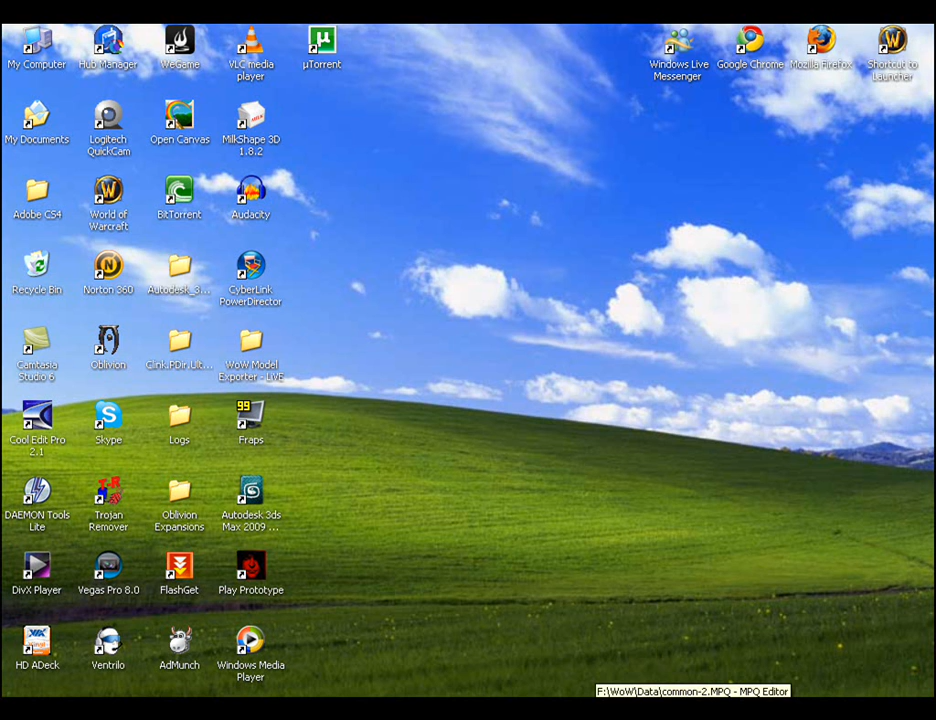 My Computer
Hub Manager
WeGame
VLC media
player
µTorrent
Windows Live
Messenger
Google Chrome
Mozilla Firefox
Shortcut to
Launcher
My Documents
Logitech
QuickCam
Open Canvas
MilkShape 3D
1.8.2
Adobe CS4
World of
Warcraft
BitTorrent
Audacity
Recycle Bin
Norton 360
Autodesk_3...
CyberLink
PowerDirector
Camtasia
Studio 6
Oblivion
Clink.PDir.Ult...
WoW Model
Exporter - LIVE
99
Cool Edit Pro
2.1
Skype
Logs
Fraps
DAEMON Tools
Lite
Trojan
Remover
Oblivion
Expansions
Autodesk 3ds
Max 2009 ...
DivX Player
Vegas Pro 8.0
FlashGet
Play Prototype
VIA
HD ADeck
Ventrilo
AdMunch
Windows Media
Player
F:\WoW\Data\common-2.MPQ - MPQ Editor